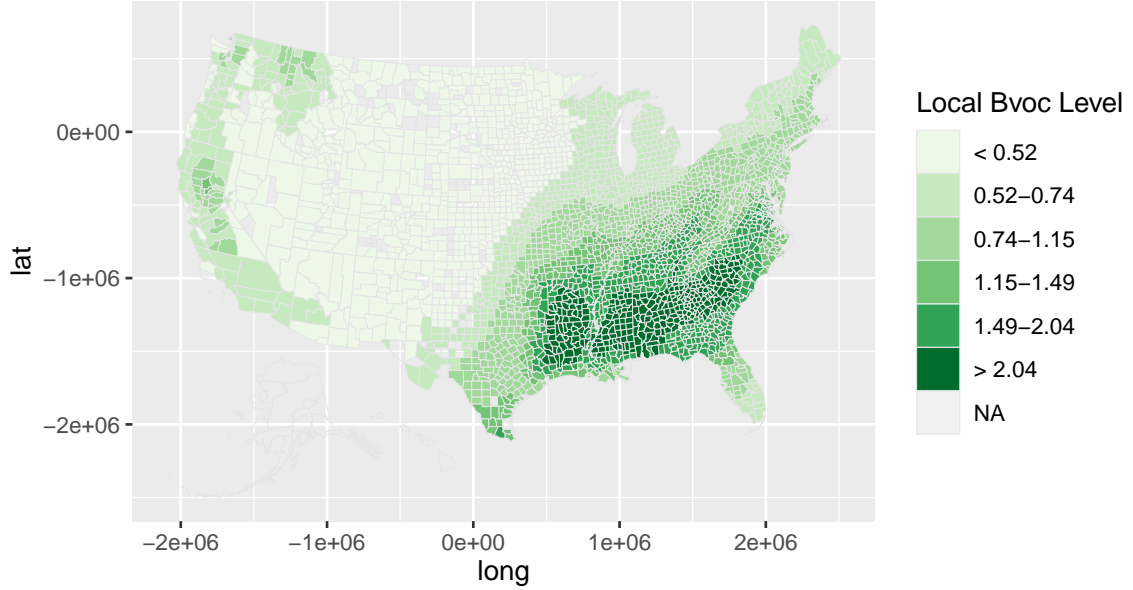 0e+00
−1e+06
−2e+06
lat
−2e+06
−1e+06
0e+00
1e+06
2e+06
long
Local Bvoc Level
< 0.52
0.52−0.74
0.74−1.15
1.15−1.49
1.49−2.04
> 2.04
NA